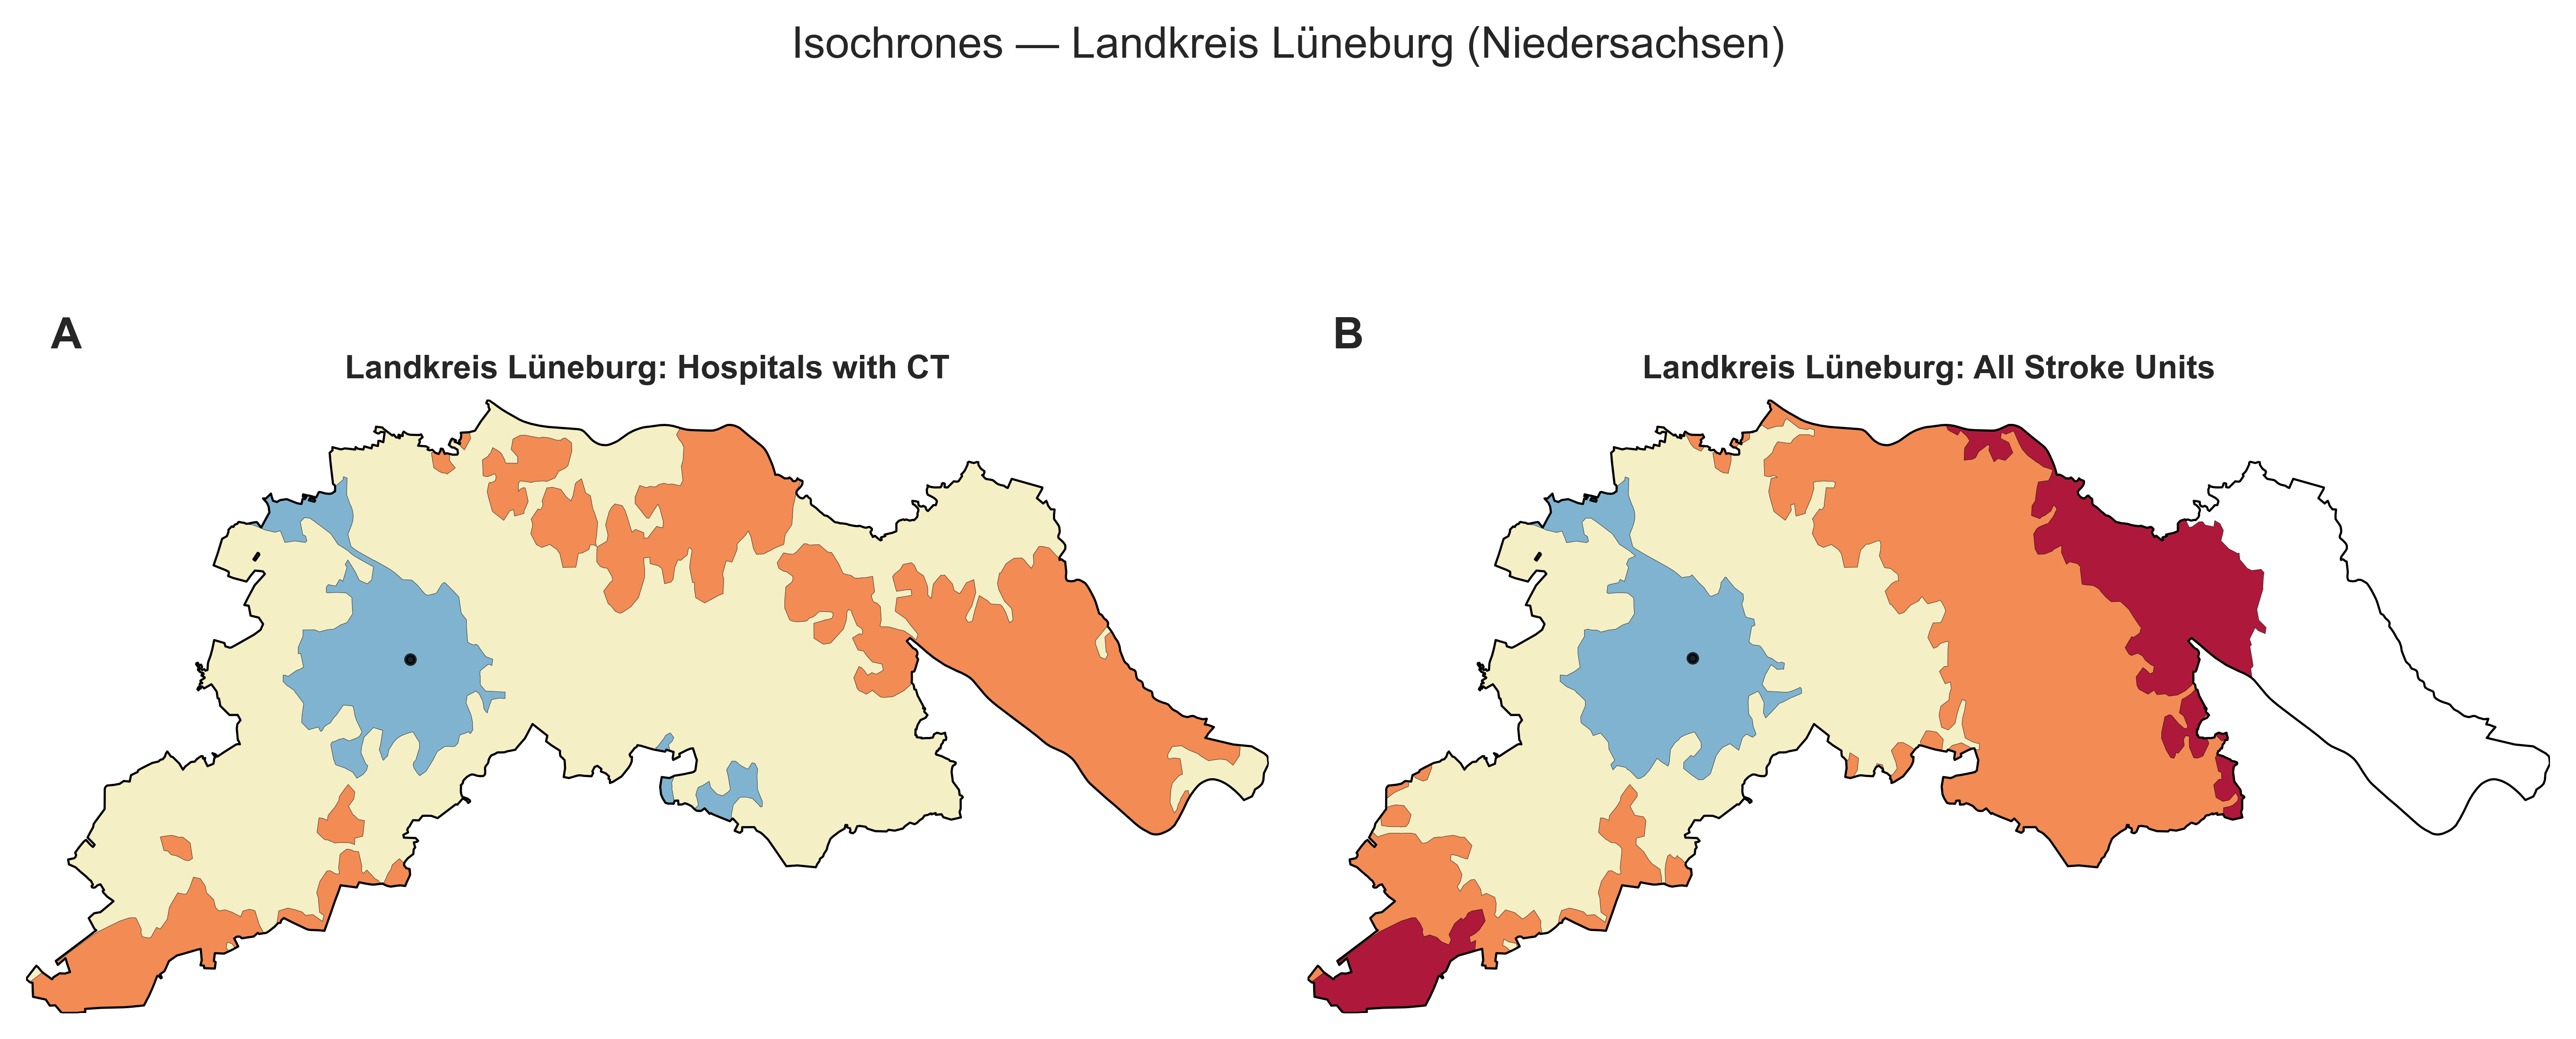 Isochrones — Landkreis Lüneburg (Niedersachsen)
A
Landkreis Lüneburg: Hospitals with CT
B
Landkreis Lüneburg: All Stroke Units